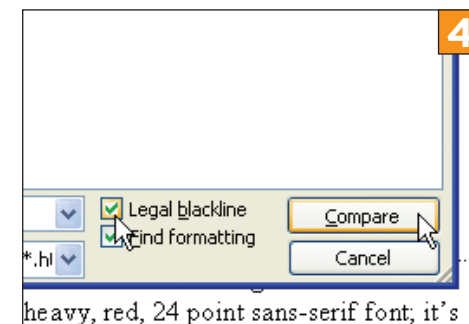 4
Legal blackline
Compare
Find formatting
*.h
Cancel
heavy, red, 24 point sans-serif font; it's